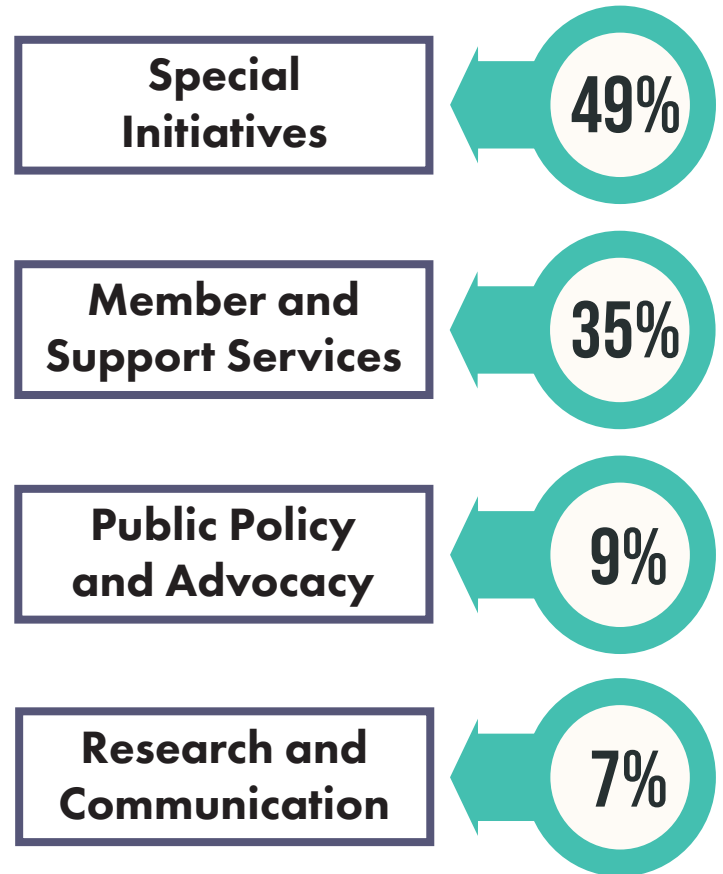 Special
Initiatives
49%
Member and
Support Services
35%
Public Policy
and Advocacy
9%
Research and
Communication
7%